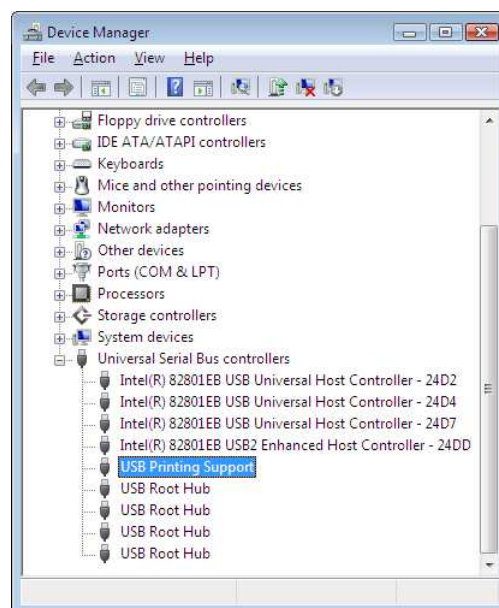 Device Manager
File Action View Help
Floppy drive controllers
IDE ATA/ATAPI controllers
Keyboards
Mice and other pointing devices
Monitors
Network adapters
Other devices
Ports (COM & LPT)
Processors
Storage controllers
System devices
Universal Serial Bus controllers
Intel(R) 82801EB USB Universal Host Controller - 24D2
Intel(R) 82801EB USB Universal Host Controller - 24D4
Intel(R) 82801EB USB Universal Host Controller - 24D7
Intel(R) 82801EB USB2 Enhanced Host Controller - 24DD
USB Printing Support
USB Root Hub
USB Root Hub
USB Root Hub
USB Root Hub